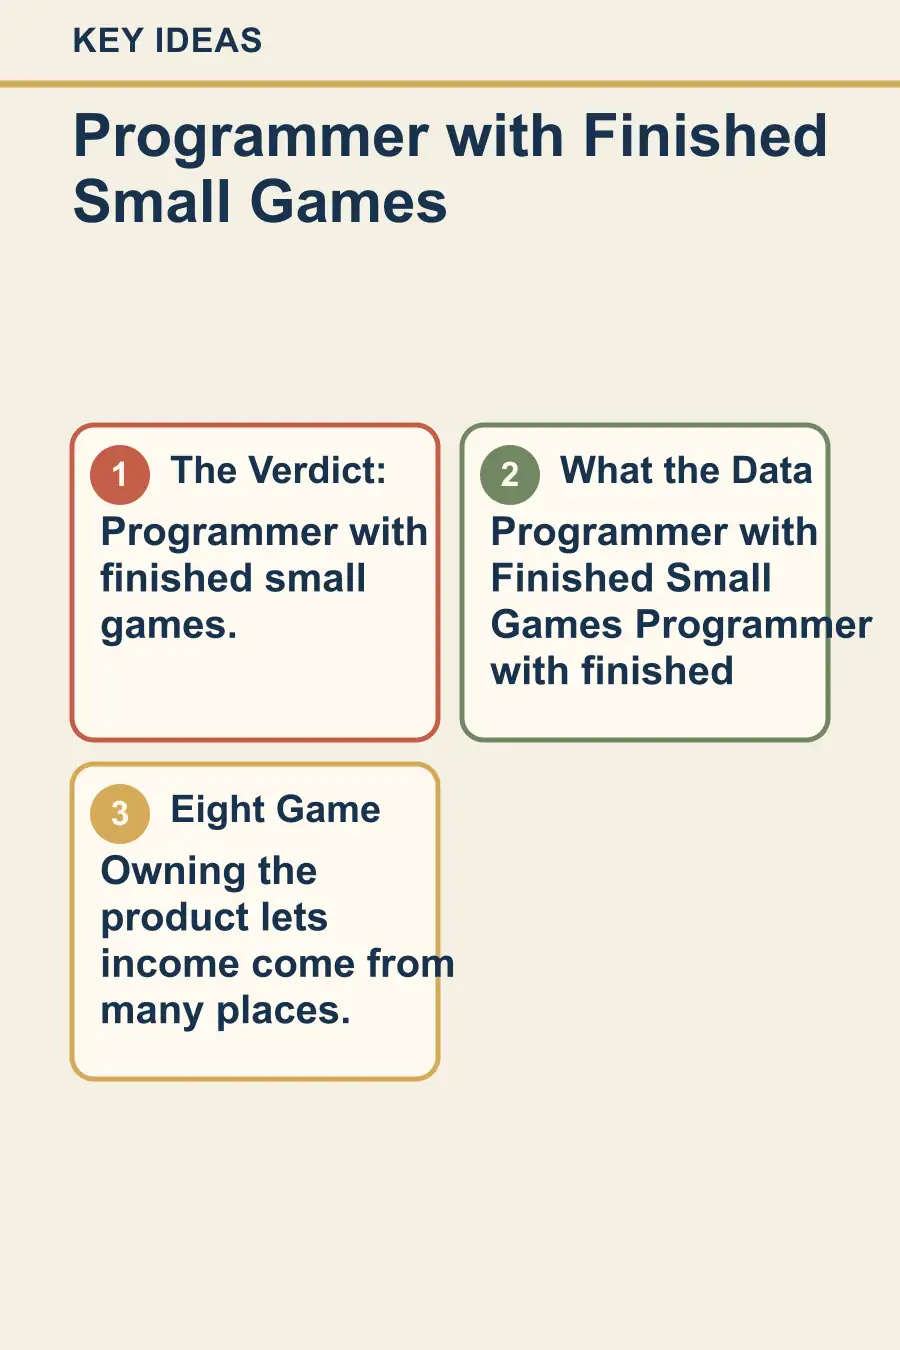 KEY IDEAS
Programmer with Finished
Small Games
1 The Verdict:
Programmer with
finished small
games.
2 What the Data
Programmer with
Finished Small
Games Programmer
with finished
3 Eight Game
Owning the
product lets
income come from
many places.